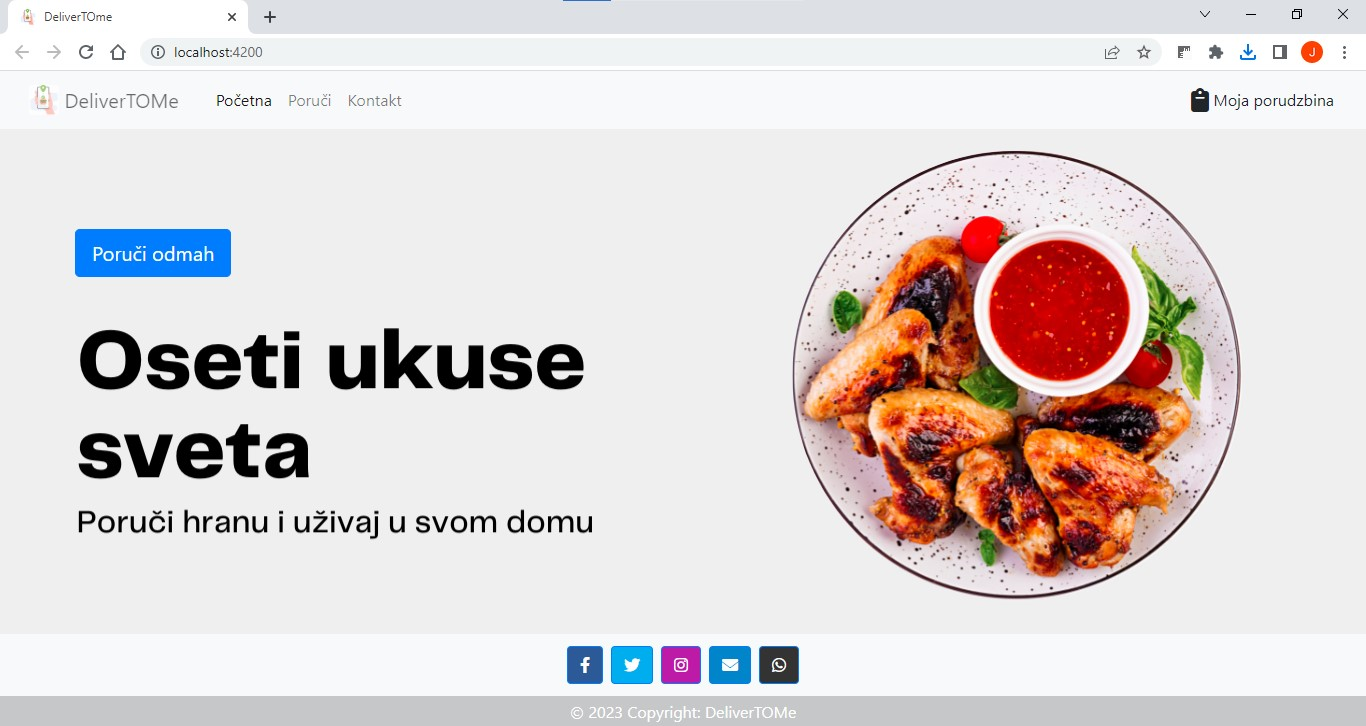 DeliverTOme
localhost:4200
J
DeliverTOMe
Početna
Poruči
Kontakt
Moja porudzbina
Poruči odmah
Oseti ukuse
sveta
Poruči hranu i uživaj u svom domu
© 2023 Copyright: DeliverTOMe